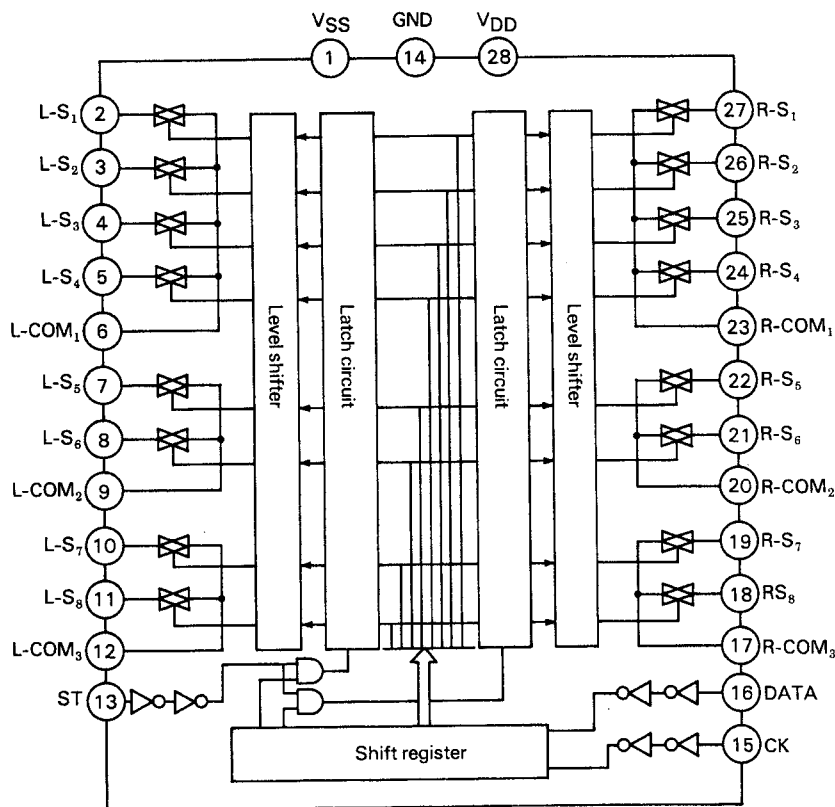 VSS GND VDD
1 14 28
L-S1 2
L-S2 3
L-S3 4
L-S4 5
L-COM1 6
L-S5 7
L-S6 8
L-COM2 9
L-S7 10
L-S8 11
L-COM3 12
ST 13
Level shifter
Latch circuit
Latch circuit
Level shifter
27 R-S1
26 R-S2
25 R-S3
24 R-S4
23 R-COM1
22 R-S5
21 R-S6
20 R-COM2
19 R-S7
18 RS8
17 R-COM3
16 DATA
15 CK
Shift register